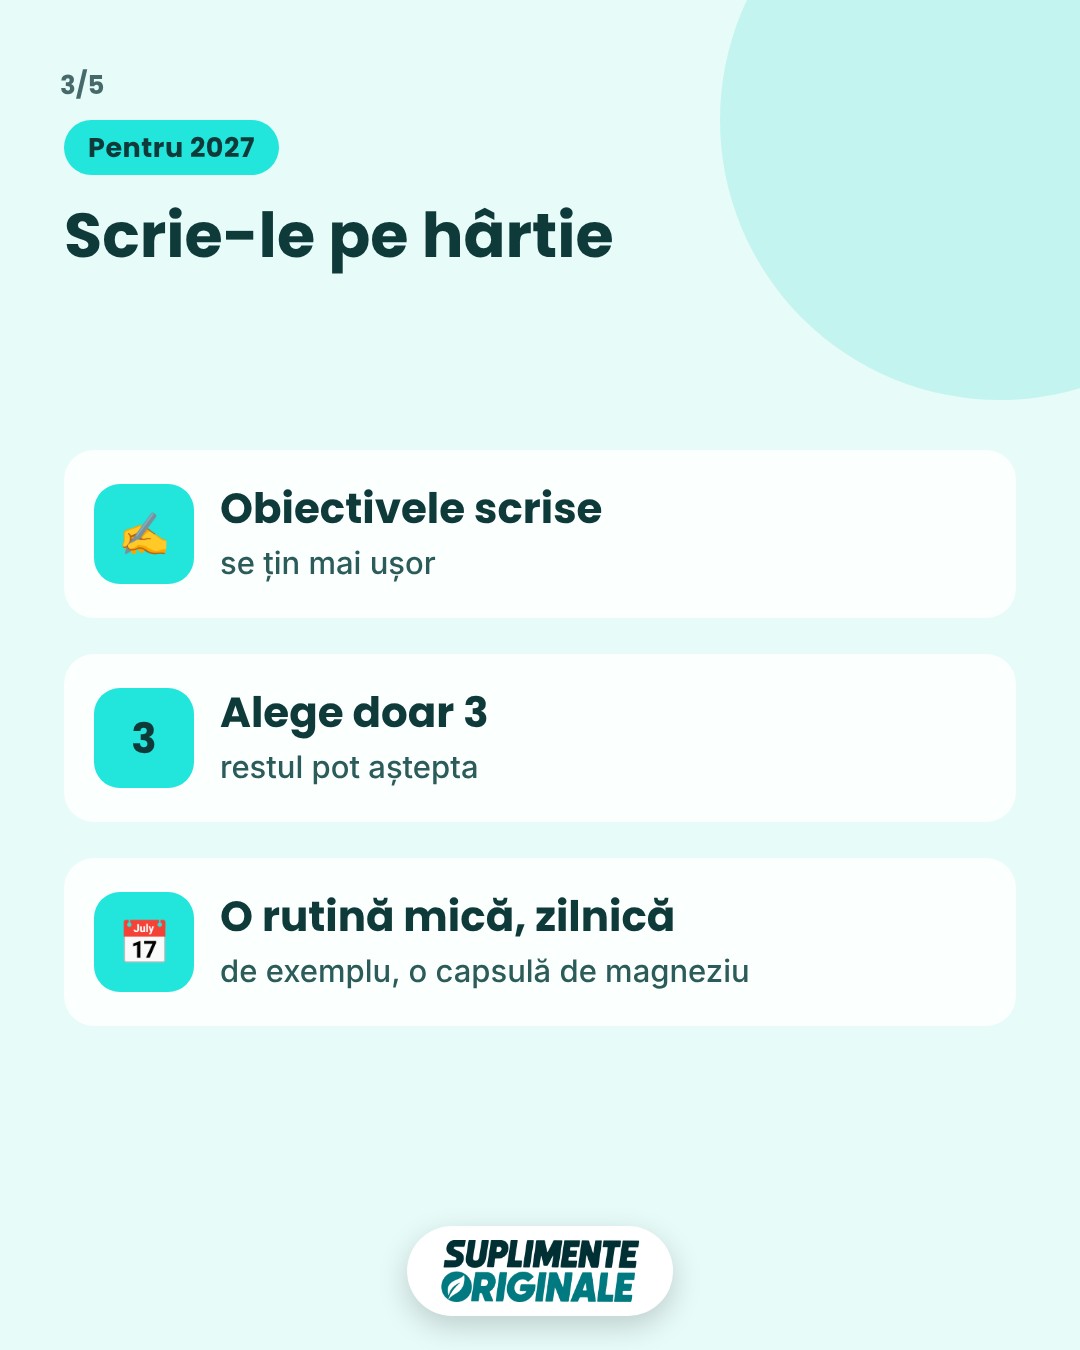 3/5
Pentru 2027
Scrie-le pe hârtie
Obiectivele scrise
se țin mai ușor
3
Alege doar 3
restul pot aștepta
July
17
O rutină mică, zilnică
de exemplu, o capsulă de magneziu
SUPLIMENTE
ORIGINALE